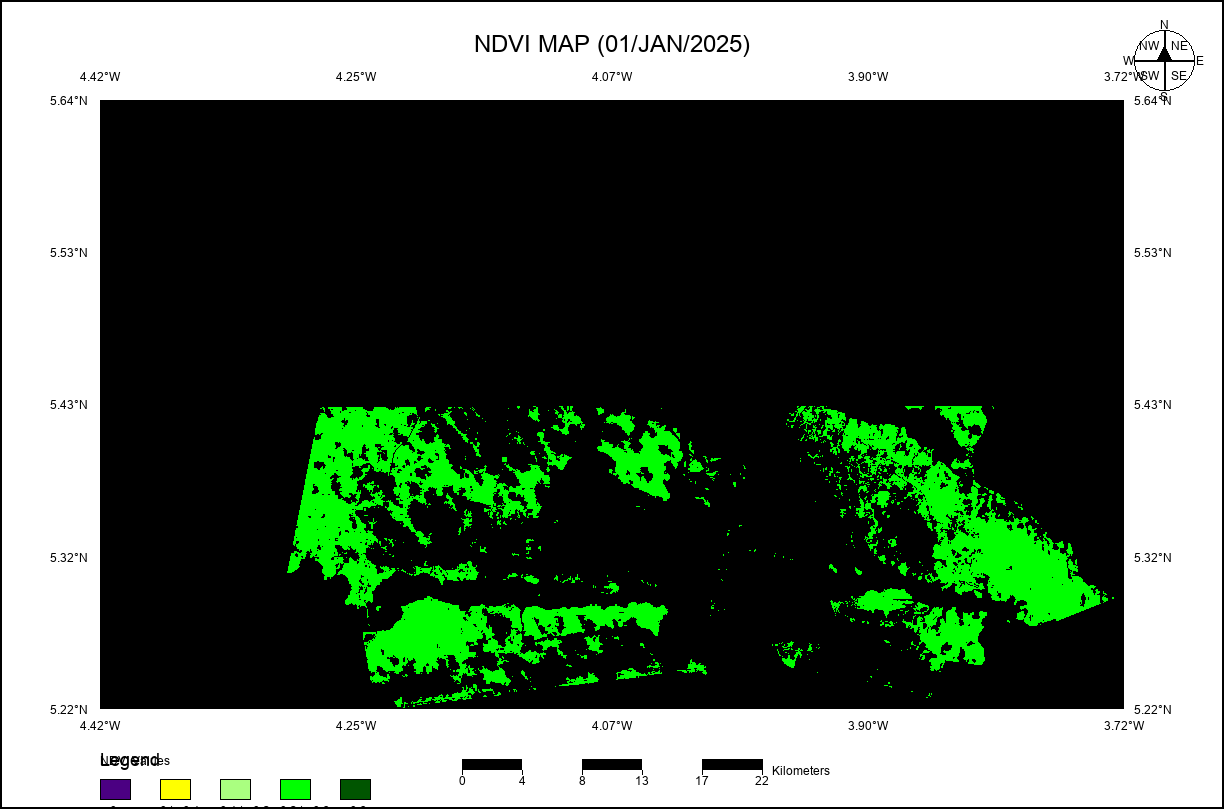 NDVI MAP (01/JAN/2025)
N
NW NE
W E
SW SE
S
4.42°W 4.25°W 4.07°W 3.90°W 3.72°W
5.64°N 5.64°N
5.53°N 5.53°N
5.43°N 5.43°N
5.32°N 5.32°N
5.22°N 5.22°N
4.42°W 4.25°W 4.07°W 3.90°W 3.72°W
Legend
0 4 8 13 17 22 Kilometers